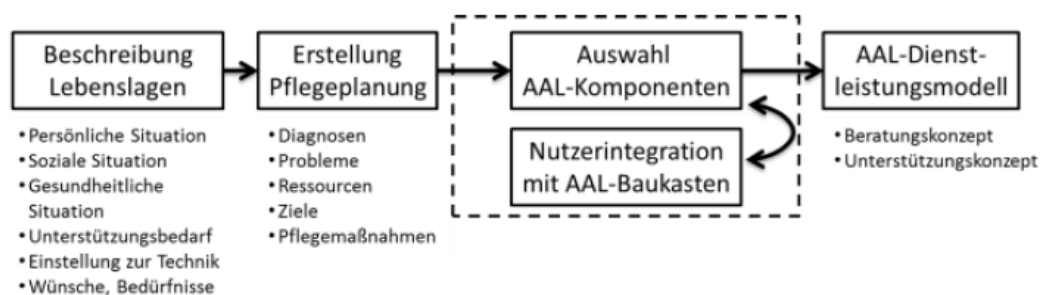 Beschreibung
Lebenslagen
• Persönliche Situation
• Soziale Situation
• Gesundheitliche
Situation
• Unterstützungsbedarf
• Einstellung zur Technik
• Wünsche, Bedürfnisse
Erstellung
Pflegeplanung
• Diagnosen
• Probleme
• Ressourcen
• Ziele
• Pflegemaßnahmen
Auswahl
AAL-Komponenten
Nutzerintegration
mit AAL-Baukasten
AAL-Dienst-
leistungsmodell
• Beratungskonzept
• Unterstützungskonzept